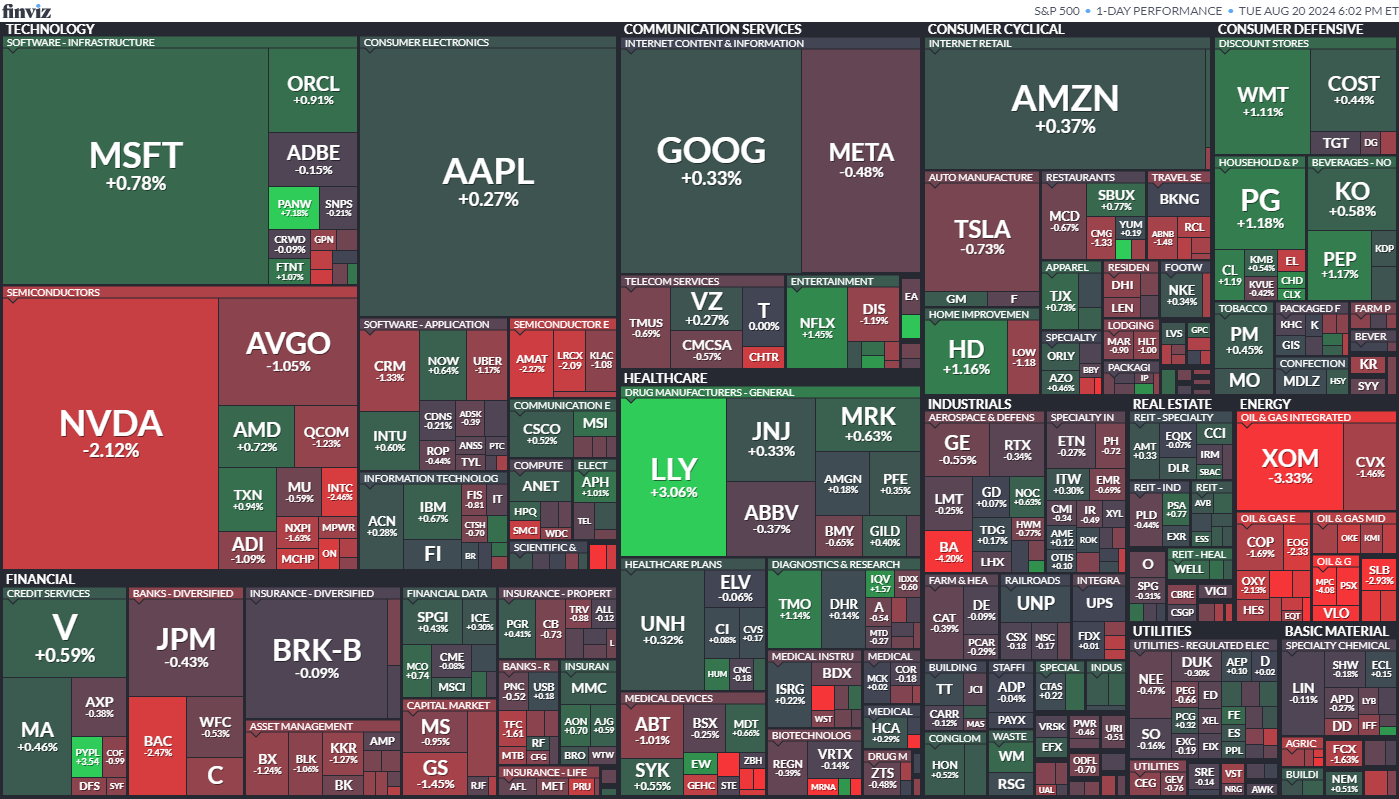 finviz
S&P 500 • 1-DAY PERFORMANCE • TUE AUG 20 2024 6:02 PM ET
TECHNOLOGY
SOFTWARE - INFRASTRUCTURE
MSFT
+0.78%
ORCL
+0.91%
ADBE
-0.15%
PANW
+7.18%
SNPS
-0.21%
CRWD
-0.09%
GPN
FTNT
+1.07%
CONSUMER ELECTRONICS
AAPL
+0.27%
SEMICONDUCTORS
NVDA
-2.12%
AVGO
-1.05%
AMD
+0.72%
QCOM
-1.23%
TXN
+0.94%
MU
-0.59%
INTC
-2.46%
ADI
-1.09%
NXPI
-1.63%
MPWR
MCHP
ON
SOFTWARE - APPLICATION
CRM
-1.33%
NOW
+0.64%
UBER
-1.17%
INTU
+0.60%
CDNS
-0.21%
ADSK
-0.39
ROP
-0.44%
ANSS
PTC
TYL
SEMICONDUCTOR E
AMAT
-2.27%
LRCX
-2.09
KLAC
-1.08
COMMUNICATION E
CSCO
+0.52%
MSI
INFORMATION TECHNOLOG
ACN
+0.28%
IBM
+0.67%
FIS
-0.81
IT
CTSH
-0.70
FI
BR
COMPUTE
ANET
HPQ
SMCI
WDC
ELECT
APH
+1.01%
TEL
SCIENTIFIC &
COMMUNICATION SERVICES
INTERNET CONTENT & INFORMATION
GOOG
+0.33%
META
-0.48%
TELECOM SERVICES
TMUS
-0.69%
VZ
+0.27%
T
0.00%
CMCSA
-0.57%
CHTR
ENTERTAINMENT
NFLX
+1.45%
DIS
-1.19%
EA
CONSUMER CYCLICAL
INTERNET RETAIL
AMZN
+0.37%
AUTO MANUFACTURE
TSLA
-0.73%
GM
F
RESTAURANTS
MCD
-0.67%
SBUX
+0.77%
CMG
-1.33
YUM
+0.19
TRAVEL SE
BKNG
ABNB
-1.48
RCL
HOME IMPROVEMEN
HD
+1.16%
LOW
-1.18
APPAREL
TJX
+0.73%
RESIDEN
DHI
LEN
FOOTW
NKE
+0.34%
SPECIALTY
ORLY
AZO
+0.46%
BBY
LODGING
MAR
-0.90
HLT
-1.00
LVS
GPC
PACKAGI
IP
CONSUMER DEFENSIVE
DISCOUNT STORES
WMT
+1.11%
COST
+0.44%
TGT
DG
HOUSEHOLD & P
PG
+1.18%
CL
+1.19
KMB
+0.54%
EL
KVUE
-0.42%
CHD
CLX
BEVERAGES - NO
KO
+0.58%
PEP
+1.17%
KDP
TOBACCO
PM
+0.45%
MO
PACKAGED F
KHC
K
GIS
FARM P
BEVER
CONFECTION
MDLZ
HSY
KR
SYY
HEALTHCARE
DRUG MANUFACTURERS - GENERAL
LLY
+3.06%
JNJ
+0.33%
MRK
+0.63%
ABBV
-0.37%
AMGN
+0.18%
PFE
+0.35%
BMY
-0.65%
GILD
+0.40%
HEALTHCARE PLANS
UNH
+0.32%
ELV
-0.06%
CI
+0.08%
CVS
+0.17
HUM
CNC
-0.18
DIAGNOSTICS & RESEARCH
TMO
+1.14%
DHR
+0.14%
IQV
+1.57
IDXX
-0.60
A
-0.54
MTD
-0.27
MEDICAL DEVICES
ABT
-1.01%
BSX
-0.25%
MDT
+0.66%
SYK
+0.55%
EW
ZBH
GEHC
STE
MEDICAL INSTRU
ISRG
+0.22%
BDX
WST
MEDICAL
MCK
+0.02
COR
-0.18
MEDICAL
HCA
+0.29%
BIOTECHNOLOG
REGN
-0.39%
VRTX
-0.14%
MRNA
DRUG M
ZTS
-0.48%
FINANCIAL
CREDIT SERVICES
V
+0.59%
MA
+0.46%
AXP
-0.38%
PYPL
+3.54
COF
-0.99
DFS
SYF
BANKS - DIVERSIFIED
JPM
-0.43%
BAC
-2.47%
WFC
-0.53%
C
INSURANCE - DIVERSIFIED
BRK-B
-0.09%
ASSET MANAGEMENT
BX
-1.24%
BLK
-1.06%
KKR
-1.27%
AMP
BK
FINANCIAL DATA
SPGI
+0.43%
ICE
+0.30%
MCO
+0.74
CME
-0.08%
MSCI
CAPITAL MARKET
MS
-0.95%
GS
-1.45%
RJF
INSURANCE - PROPERT
PGR
+0.41%
CB
-0.73
TRV
-0.88
ALL
-0.12
L
BANKS - R
PNC
-0.52
USB
+0.18
TFC
-1.61
RF
MTB
CFG
INSURAN
MMC
AON
+0.70
AJG
+0.59
BRO
WTW
INSURANCE - LIFE
AFL
MET
PRU
INDUSTRIALS
AEROSPACE & DEFENS
GE
-0.55%
RTX
-0.34%
LMT
-0.25%
GD
+0.07%
NOC
+0.63%
BA
-4.20%
TDG
+0.17%
HWM
-0.77%
LHX
SPECIALTY IN
ETN
-0.27%
PH
-0.72
ITW
+0.30%
EMR
-0.69%
CMI
-0.34
IR
-0.49
XYL
AME
+0.12
ROK
OTIS
+0.10
FARM & HEA
CAT
-0.39%
DE
-0.09%
PCAR
-0.29%
RAILROADS
UNP
CSX
-0.18
NSC
-0.17
INTEGRA
UPS
FDX
+0.01
BUILDING
TT
JCI
CARR
-0.12%
MAS
STAFFI
ADP
-0.04%
PAYX
SPECIAL
CTAS
+0.22
INDUS
CONGLOM
HON
+0.52%
WASTE
WM
RSG
VRSK
EFX
PWR
-0.46
URI
-0.51
ODFL
-0.70
UAL
REAL ESTATE
REIT - SPECIALTY
AMT
+0.33
EQIX
-0.07%
CCI
IRM
DLR
SBAC
REIT - IND
PLD
-0.44%
PSA
+0.77
EXR
REIT -
AVB
ESS
O
SPG
-0.31%
REIT - HEAL
WELL
CBRE
VICI
CSGP
ENERGY
OIL & GAS INTEGRATED
XOM
-3.33%
CVX
-1.46%
OIL & GAS E
COP
-1.69%
EOG
-2.33
OXY
-2.13%
HES
EQT
OIL & GAS MID
OKE
KMI
OIL & G
MPC
-4.08
PSX
VLO
SLB
-2.93%
UTILITIES
UTILITIES - REGULATED ELEC
NEE
-0.47%
DUK
-0.30%
AEP
+0.10
D
+0.02
PEG
-0.66
ED
SO
-0.16%
PCG
+0.22
XEL
FE
ES
EXC
-0.19
EIX
PPL
UTILITIES
CEG
GEV
-0.76
SRE
-0.14
VST
NRG
AWK
BASIC MATERIAL
SPECIALTY CHEMICAL
LIN
-0.11%
SHW
-0.18%
ECL
+0.15
APD
-0.27%
LYB
DD
IFF
AGRIC
FCX
-1.63%
BUILDI
NEM
+0.51%